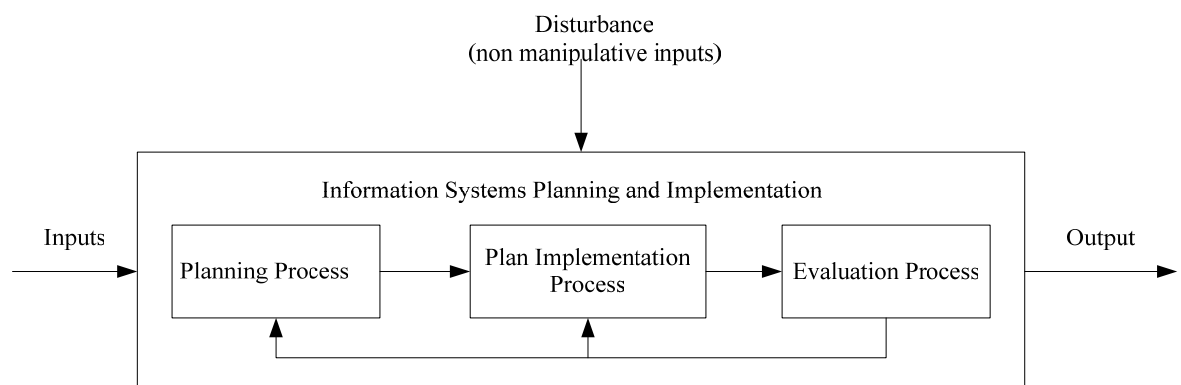 Disturbance
(non manipulative inputs)
Information Systems Planning and Implementation
Inputs
Planning Process
Plan Implementation
Process
Evaluation Process
Output